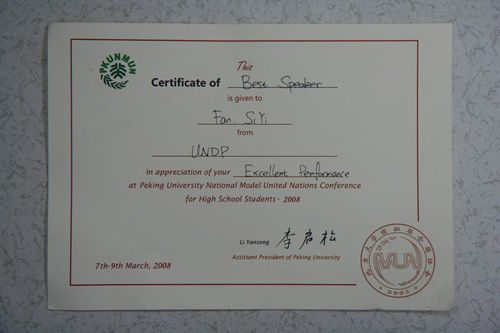 PKUNMUN
This
Certificate of Best Speaker
is given to
Fan. SiYi
from
UNDP
In appreciation of your Excellent Performance
at Peking University National Model United Nations Conference
for High School Students · 2008
Li Yansong 李岩松
Assistant President of Peking University
7th-9th March, 2008
MUN